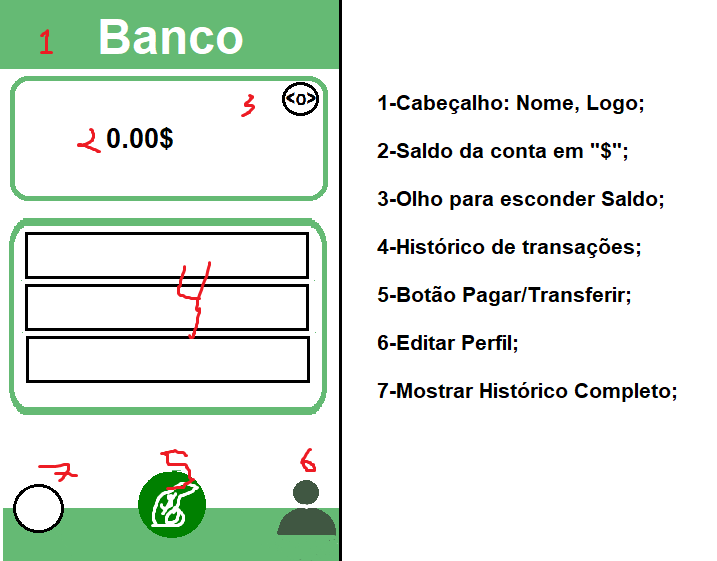 1 Banco
3 <o>
2 0.00$
4
7 5 6
1-Cabeçalho: Nome, Logo;
2-Saldo da conta em "$";
3-Olho para esconder Saldo;
4-Histórico de transações;
5-Botão Pagar/Transferir;
6-Editar Perfil;
7-Mostrar Histórico Completo;